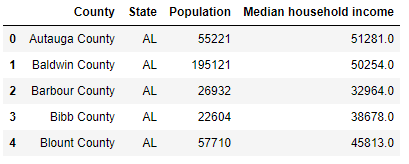 County State Population Median household income
0 Autauga County AL 55221 51281.0
1 Baldwin County AL 195121 50254.0
2 Barbour County AL 26932 32964.0
3 Bibb County AL 22604 38678.0
4 Blount County AL 57710 45813.0